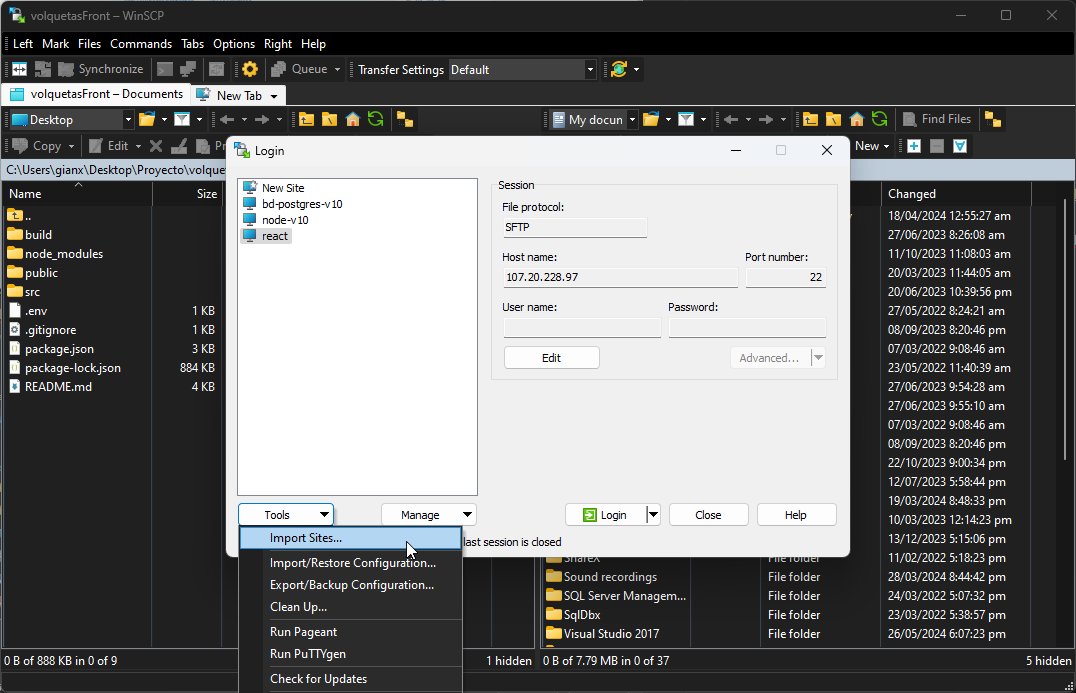 volquetasFront – WinSCP
Left Mark Files Commands Tabs Options Right Help
Synchronize Queue Transfer Settings Default
volquetasFront – Documents New Tab
Desktop My docun Find Files
Copy Edit New
C:\Users\gianx\Desktop\Proyecto\volque
Name Size
..
build
node_modules
public
src
.env 1 KB
.gitignore 1 KB
package.json 3 KB
package-lock.json 884 KB
README.md 4 KB
0 B of 888 KB in 0 of 9 1 hidden
Login
New Site
bd-postgres-v10
node-v10
react
Session
File protocol:
SFTP
Host name: Port number:
107.20.228.97 22
User name: Password:
Edit Advanced...
Tools Manage Login Close Help
last session is closed
Import Sites...
Import/Restore Configuration...
Export/Backup Configuration...
Clean Up...
Run Pageant
Run PuTTYgen
Check for Updates
Changed
18/04/2024 12:55:27 am
27/06/2023 8:26:08 am
11/10/2023 11:08:03 am
20/03/2023 11:44:05 am
20/06/2023 10:39:56 pm
27/05/2022 8:24:21 am
08/09/2023 8:20:46 pm
07/03/2022 9:08:46 am
23/05/2022 11:40:39 am
27/06/2023 9:54:28 am
27/06/2023 9:55:10 am
07/03/2022 9:08:46 am
08/09/2023 8:20:46 pm
22/10/2023 9:00:34 pm
12/07/2023 5:58:44 pm
19/03/2024 8:48:33 pm
10/03/2023 12:14:23 pm
13/12/2023 5:15:06 pm
ShareX File folder 11/02/2022 5:18:23 pm
Sound recordings File folder 28/03/2024 8:44:42 pm
SQL Server Managem... File folder 24/03/2022 5:07:32 pm
SqlDbx File folder 23/03/2022 5:38:57 pm
Visual Studio 2017 File folder 26/05/2024 6:07:23 pm
0 B of 7.79 MB in 0 of 37 5 hidden